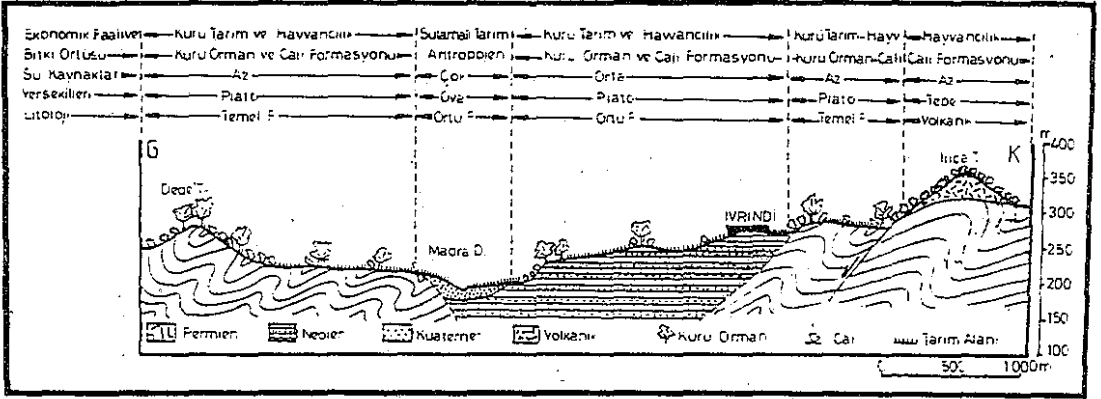 Ekonomik Faaliyet Kuru Tarım ve Hayvancılık Sulamalı Tarım Kuru Tarım ve Hayvancılık Kuru Tarım-Hayv Hayvancılık
Bitki Örtüsü Kuru Orman ve Çalı Formasyonu Antropojen Kuru Orman ve Çalı Formasyonu Kuru Orman-Çalı Çalı Formasyonu
Su Kaynakları Az Çok Orta Az Az
Yerşekilleri Plato Ova Plato Plato Tepe
Litoloji Temel Örtü Örtü Temel Volkanik
m
G K 400
İnce T.
350
Dede T.
300
İVRİNDİ
250
Madra D.
200
150
Permien Neojen Kuaterner Volkanik Kuru Orman Çalı Tarım Alanı
100
0 500 1000m